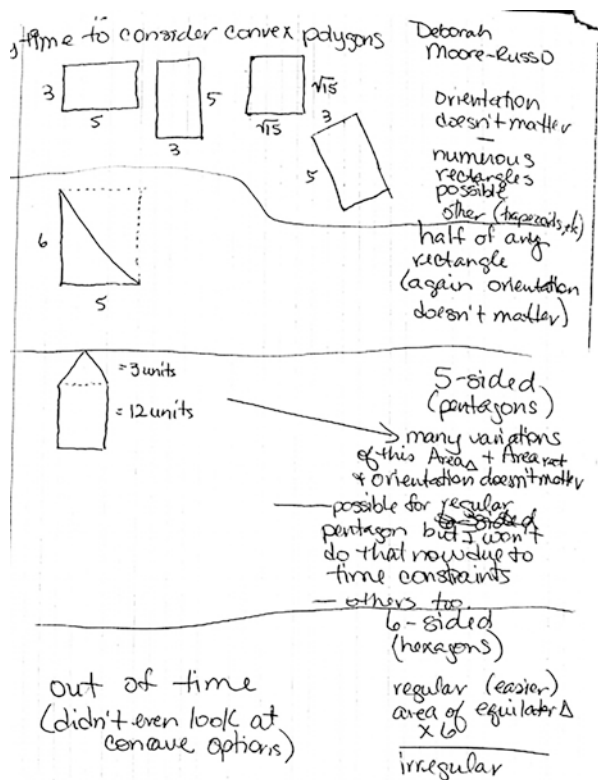 time to consider convex polygons
Deborah
Moore-Russo
3
5
5
3
√15
√15
3
5
orientation
doesn't matter
—
numerous
rectangles
possible
other (trapezoids, etc)
6
5
half of any
rectangle
(again orientation
doesn't matter)
= 3 units
= 12 units
5-sided
(pentagons)
many variations
of this Area△ + Area rect
+ orientation doesn't matter
— possible for regular
pentagon but I won't
do that now due to
time constraints
— others too.
6-sided
(hexagons)
out of time
(didn't even look at
concave options)
regular (easier)
area of equilater △
x 6
irregular